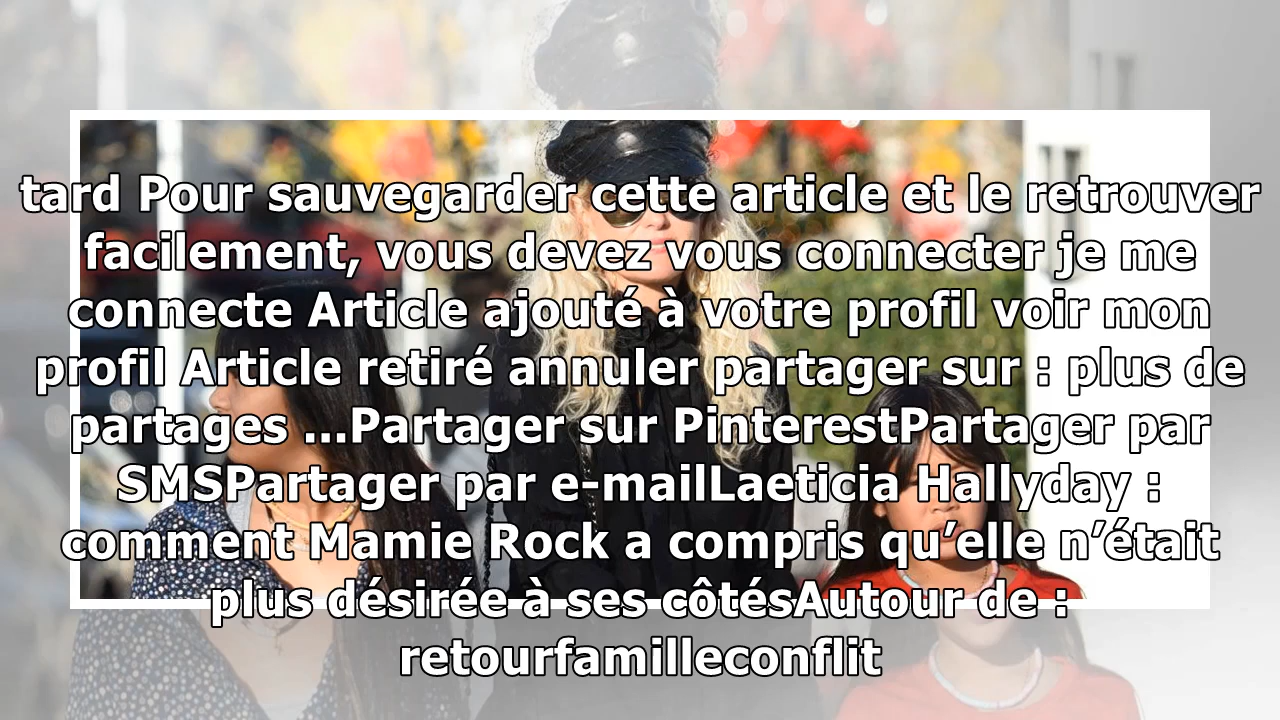 tard Pour sauvegarder cette article et le retrouver
facilement, vous devez vous connecter je me
connecte Article ajouté à votre profil voir mon
profil Article retiré annuler partager sur : plus de
partages ...Partager sur PinterestPartager par
SMSPartager par e-mailLaeticia Hallyday :
comment Mamie Rock a compris qu’elle n’était
plus désirée à ses côtésAutour de :
retourfamilleconflit